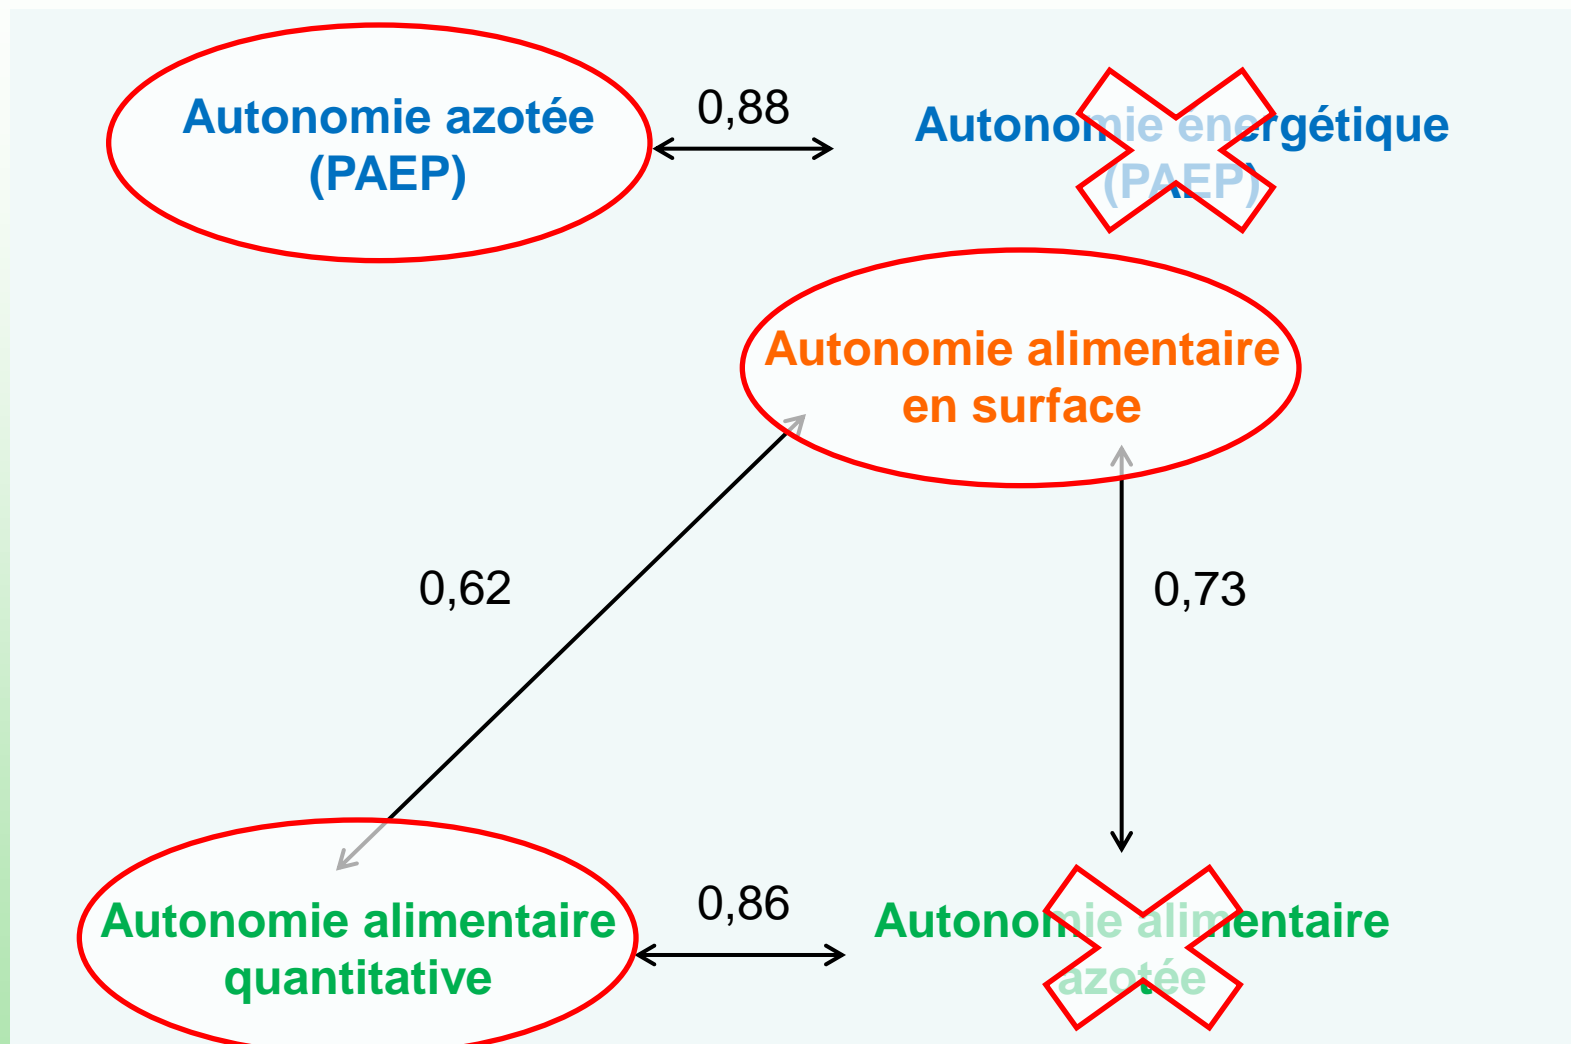 Autonomie azotée
(PAEP)
0,88
Autonomie energétique
(PAEP)
Autonomie alimentaire
en surface
0,62
0,73
Autonomie alimentaire
quantitative
0,86
Autonomie alimentaire
azotée